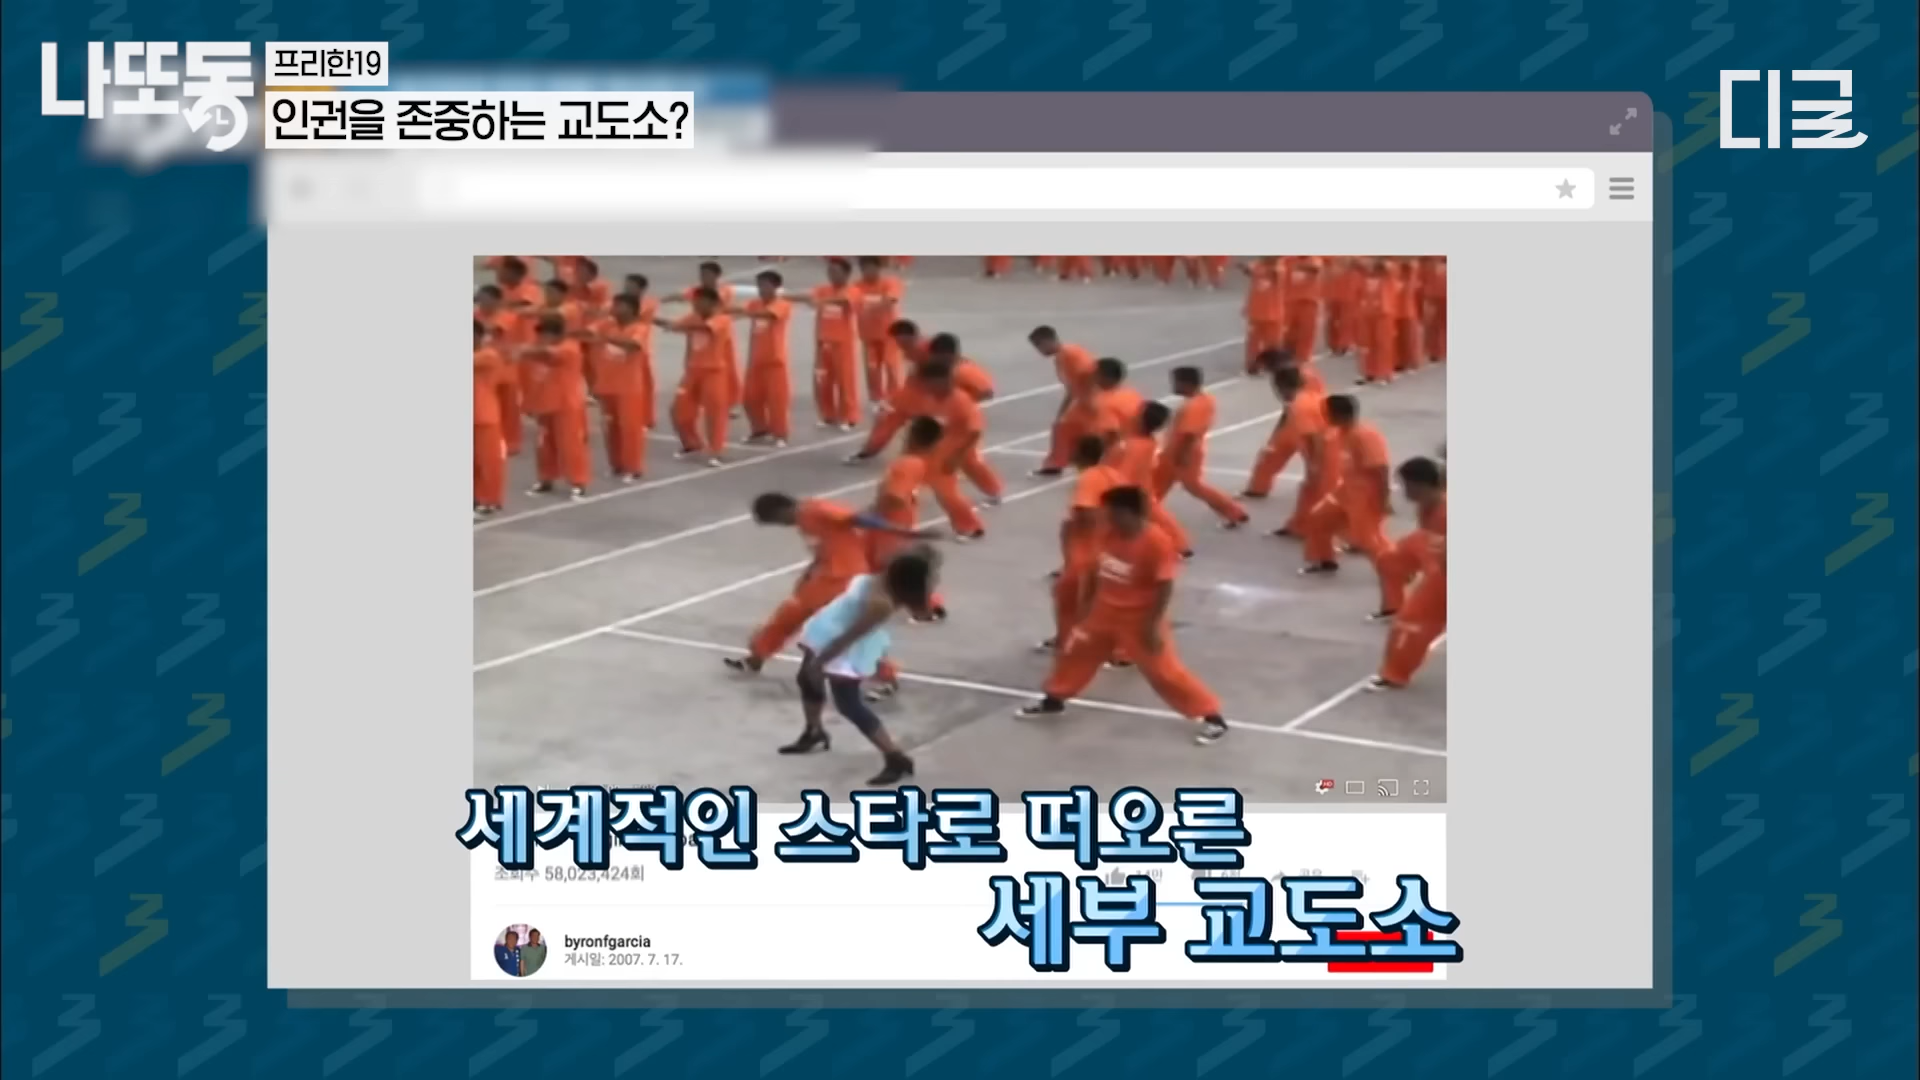 나또동
프리한19
인권을 존중하는 교도소?
디글
세계적인 스타로 떠오른
조회수 58,023,424회
세부 교도소
byronfgarcia
게시일: 2007. 7. 17.